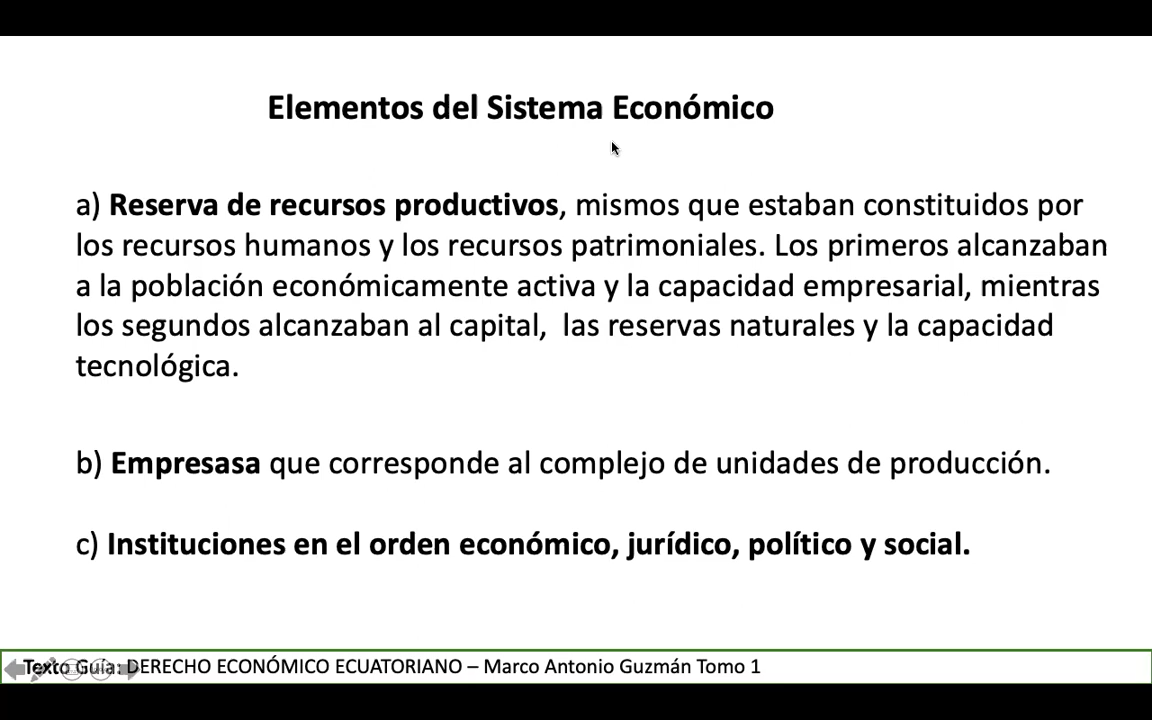 Elementos del Sistema Económico
a) Reserva de recursos productivos, mismos que estaban constituidos por
los recursos humanos y los recursos patrimoniales. Los primeros alcanzaban
a la población económicamente activa y la capacidad empresarial, mientras
los segundos alcanzaban al capital,  las reservas naturales y la capacidad
tecnológica.
b) Empresasa que corresponde al complejo de unidades de producción.
c) Instituciones en el orden económico, jurídico, político y social.
Texto Guía: DERECHO ECONÓMICO ECUATORIANO – Marco Antonio Guzmán Tomo 1